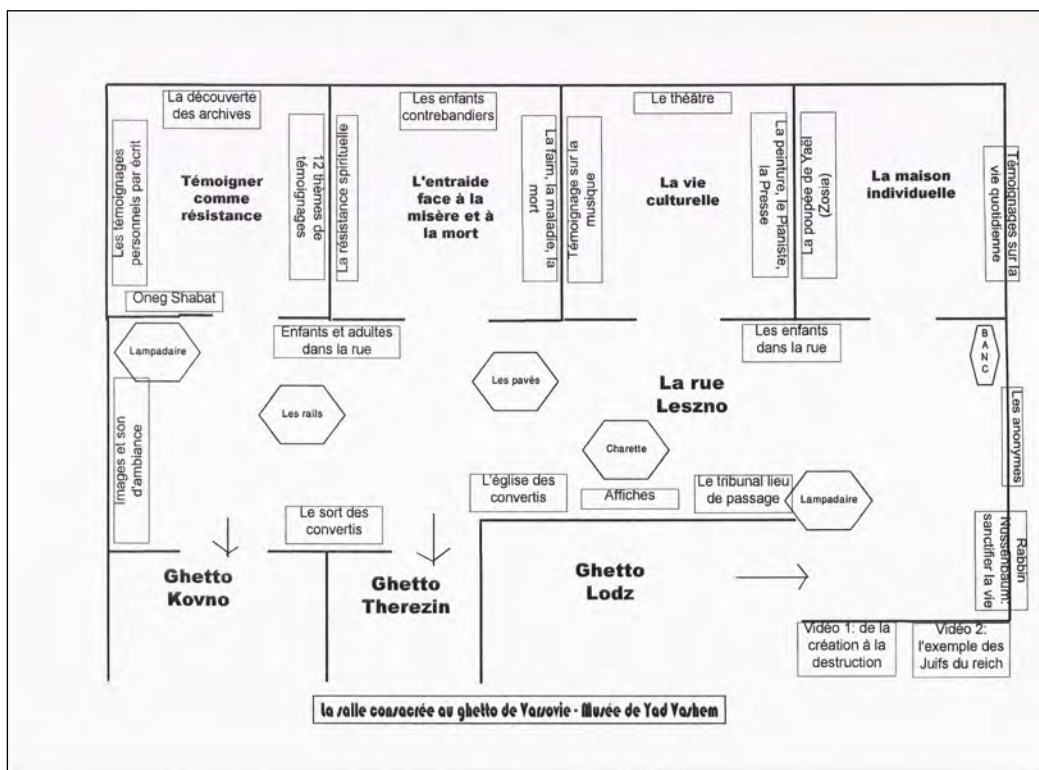 La découverte
des archives
Les témoignages
personnels par écrit
Témoigner
comme
résistance
12 thèmes de
témoignages
Oneg Shabat
La résistance spirituelle
Les enfants
contrebandiers
L'entraide
face à la
misère et à
la mort
La faim, la maladie, la
mort
Témoignage sur la
musique
Le théâtre
La vie
culturelle
La peinture, le Pianiste,
la Presse
La poupée de Yaël
(Zosia)
La maison
individuelle
Témoignages sur la
vie quotidienne
Lampadaire
Enfants et adultes
dans la rue
Les rails
Les pavés
La rue
Leszno
Les enfants
dans la rue
BANC
Images et son
d'ambiance
Charette
Les anonymes
L'église des
convertis
Affiches
Le tribunal lieu
de passage
Lampadaire
Le sort des
convertis
Rabbin
Nussenbaum:
sanctifier la vie
Ghetto
Kovno
Ghetto
Therezin
Ghetto
Lodz
Vidéo 1: de la
création à la
destruction
Vidéo 2:
l'exemple des
Juifs du reich
La salle consacrée au ghetto de Varsovie - Musée de Yad Vashem